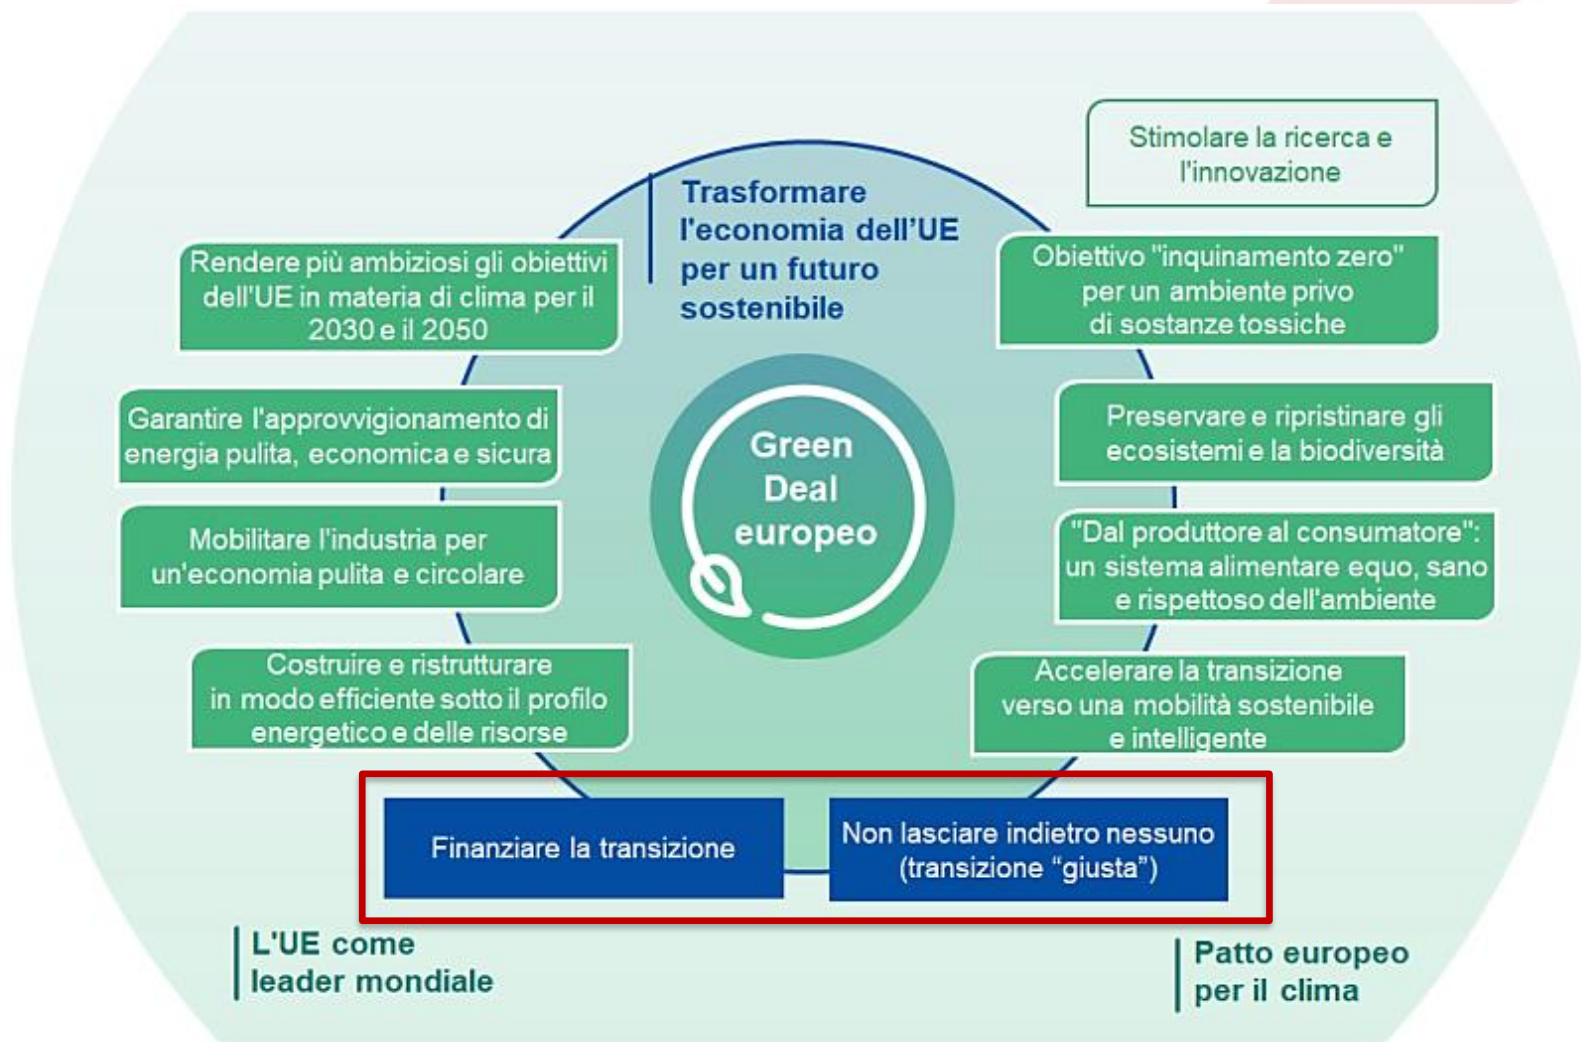 Stimolare la ricerca e
l'innovazione
Trasformare
l'economia dell'UE
per un futuro
sostenibile
Rendere più ambiziosi gli obiettivi
dell'UE in materia di clima per il
2030 e il 2050
Obiettivo "inquinamento zero"
per un ambiente privo
di sostanze tossiche
Garantire l'approvvigionamento di
energia pulita, economica e sicura
Preservare e ripristinare gli
ecosistemi e la biodiversità
Green
Deal
europeo
Mobilitare l'industria per
un'economia pulita e circolare
"Dal produttore al consumatore":
un sistema alimentare equo, sano
e rispettoso dell'ambiente
Costruire e ristrutturare
in modo efficiente sotto il profilo
energetico e delle risorse
Accelerare la transizione
verso una mobilità sostenibile
e intelligente
Finanziare la transizione
Non lasciare indietro nessuno
(transizione “giusta”)
L'UE come
leader mondiale
Patto europeo
per il clima